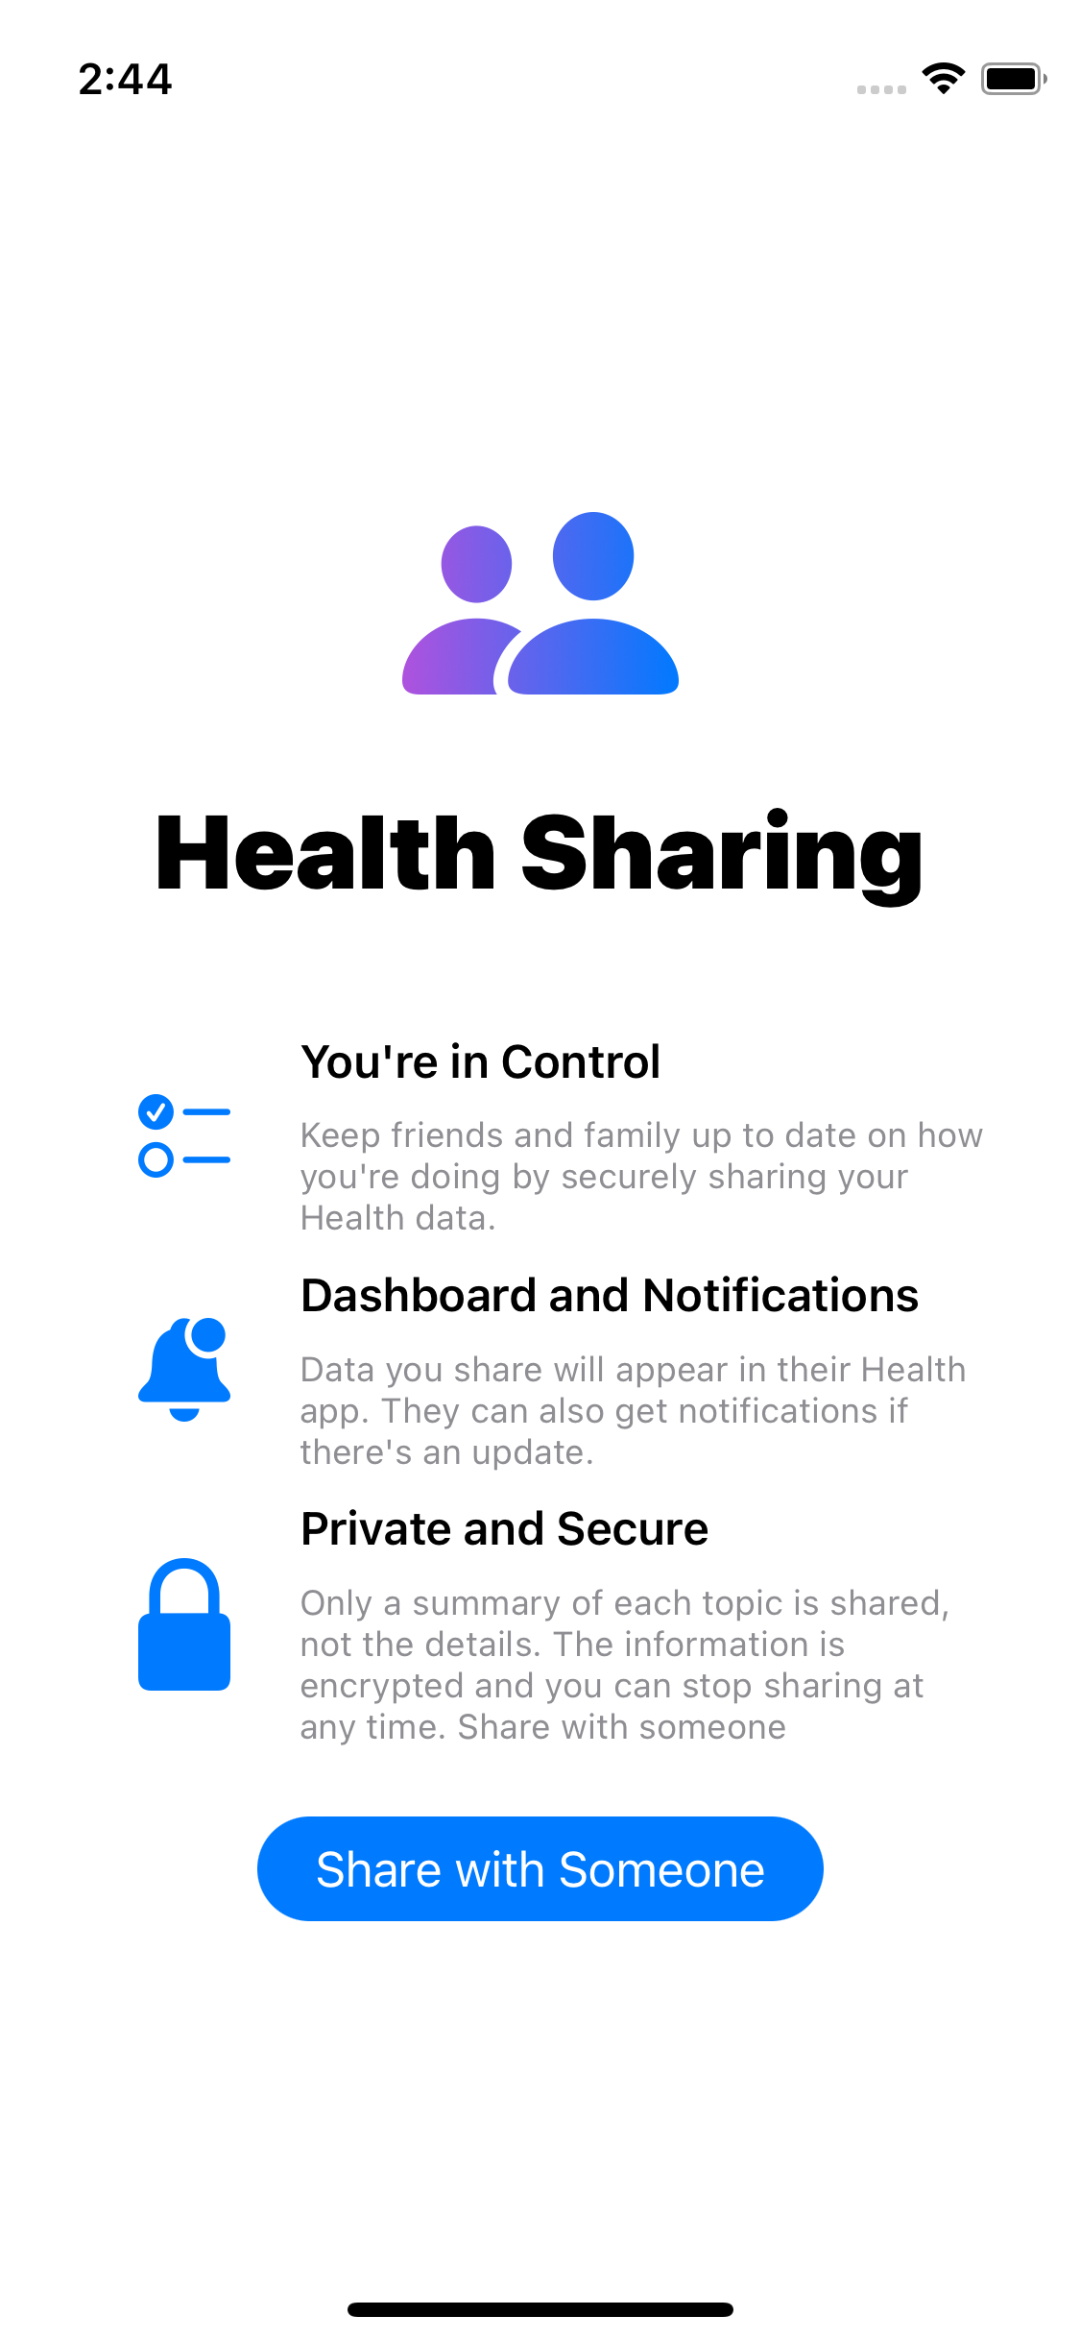 2:44
Health Sharing
You're in Control
Keep friends and family up to date on how
you're doing by securely sharing your
Health data.
Dashboard and Notifications
Data you share will appear in their Health
app. They can also get notifications if
there's an update.
Private and Secure
Only a summary of each topic is shared,
not the details. The information is
encrypted and you can stop sharing at
any time. Share with someone
Share with Someone